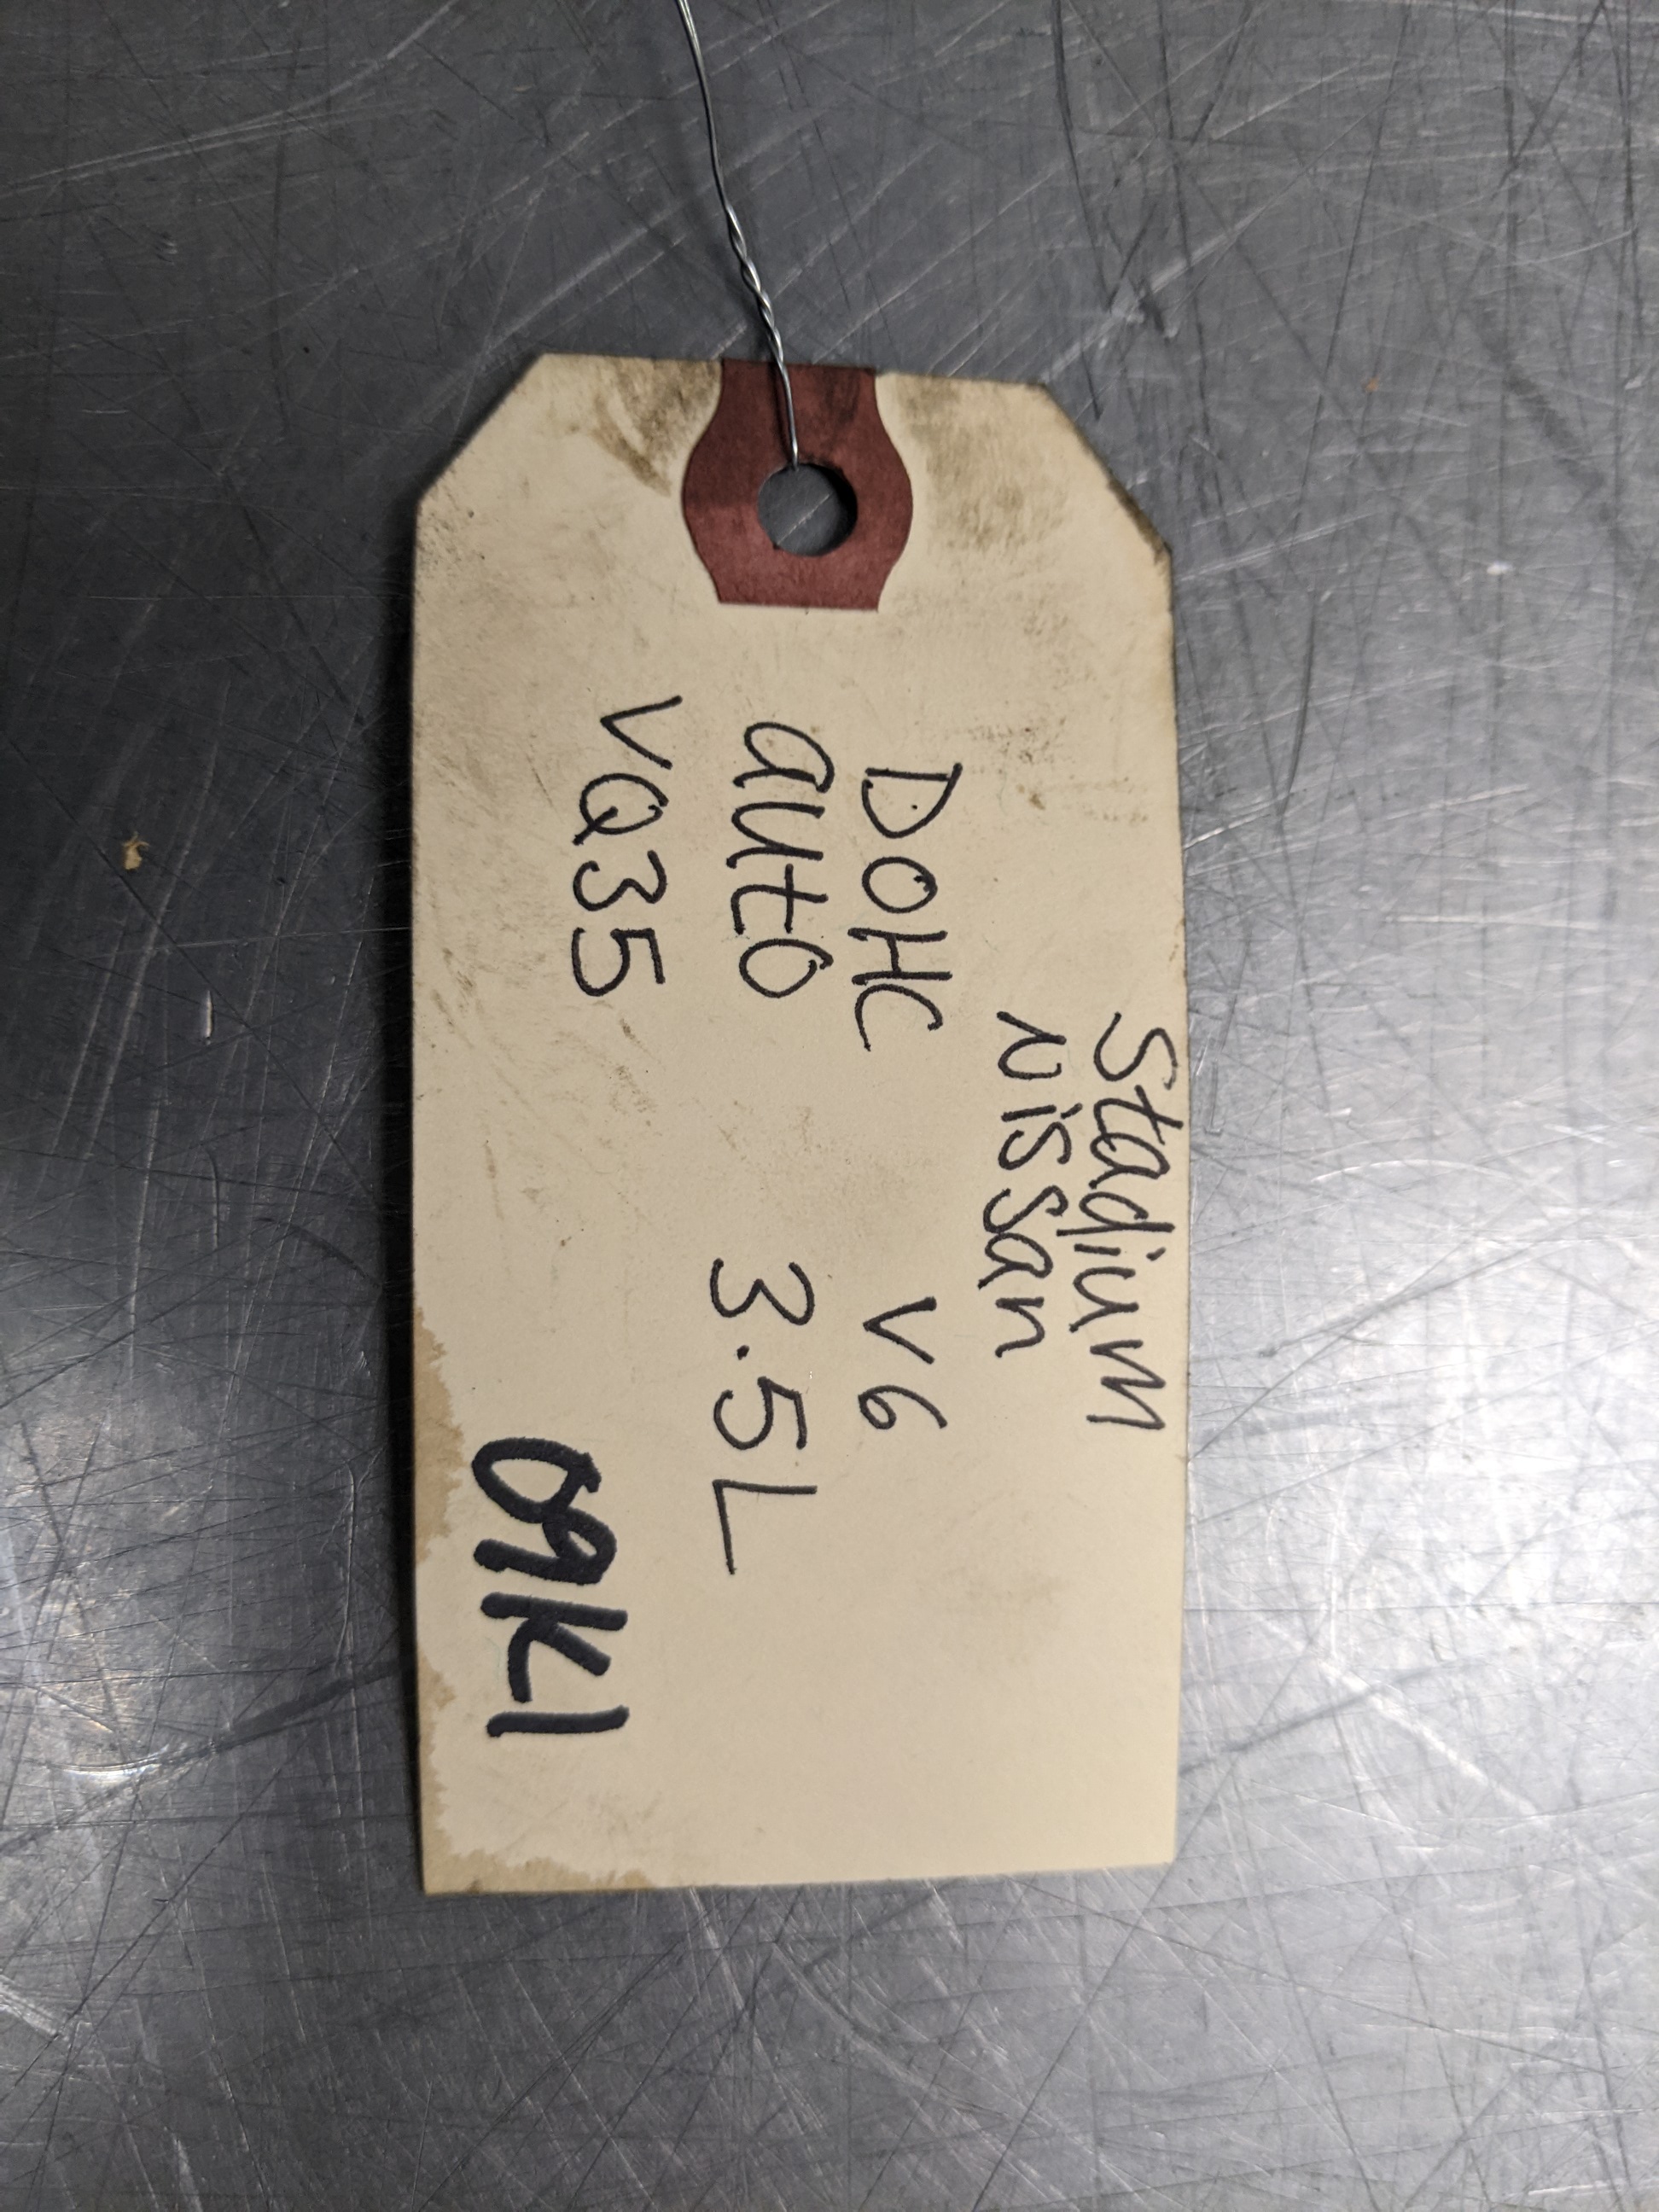 Stadium
Nissan
DOHC V6
auto 3.5L
VQ35
09K1